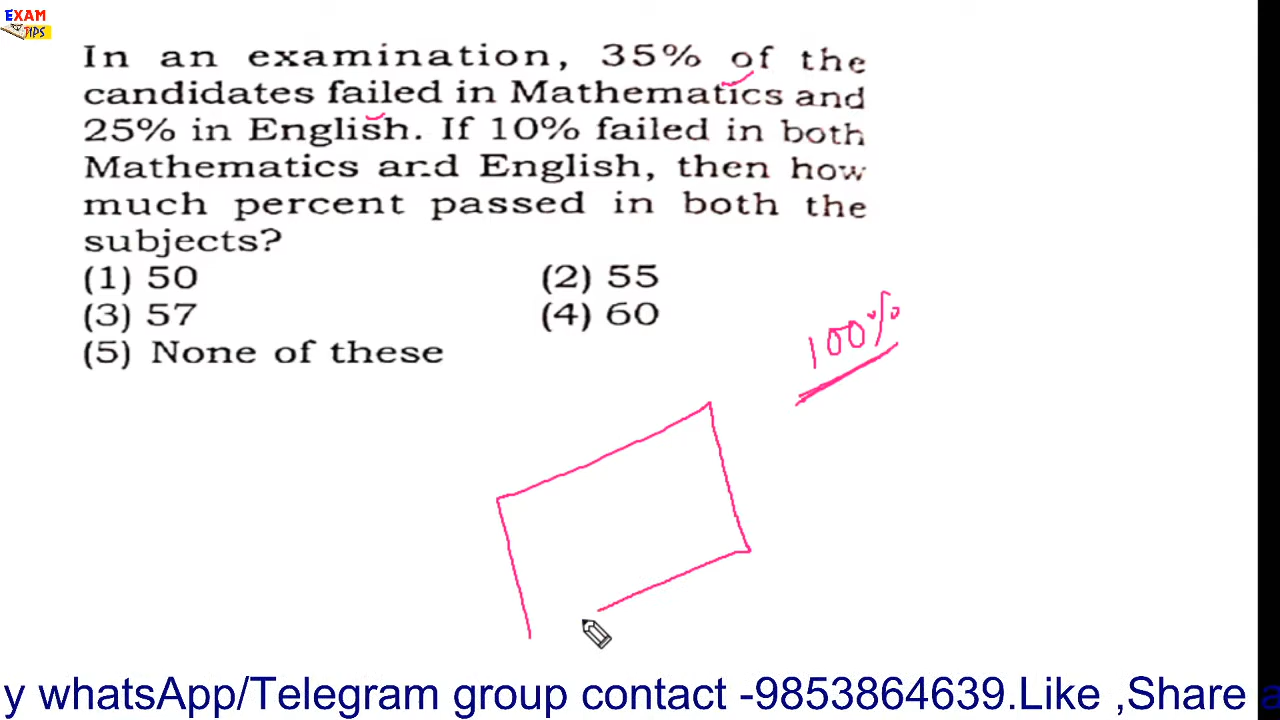 EXAM
TIPS
In an examination, 35% of the
candidates failed in Mathematics and
25% in English. If 10% failed in both
Mathematics and English, then how
much percent passed in both the
subjects?
(1) 50 (2) 55
(3) 57 (4) 60
(5) None of these
100%
y whatsApp/Telegram group contact -9853864639.Like ,Share a